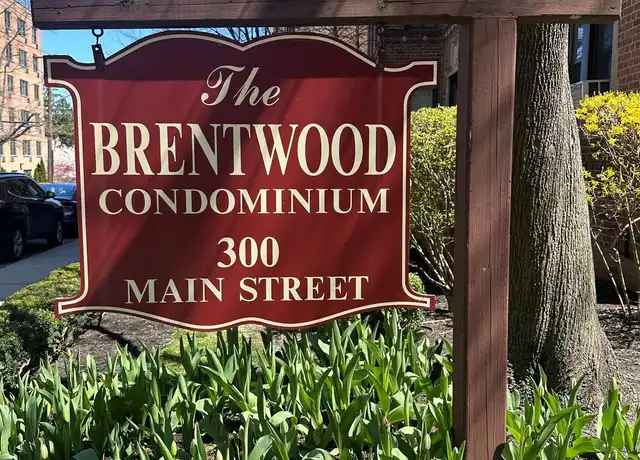 The
BRENTWOOD
CONDOMINIUM
300
MAIN STREET